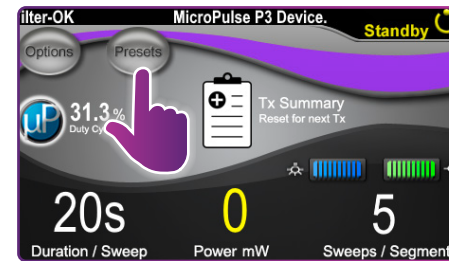 ilter-OK MicroPulse P3 Device.
Standby
Options Presets
µP 31.3 %
Duty Cy
Tx Summary
Reset for next Tx
20s 0 5
Duration / Sweep Power mW Sweeps / Segment